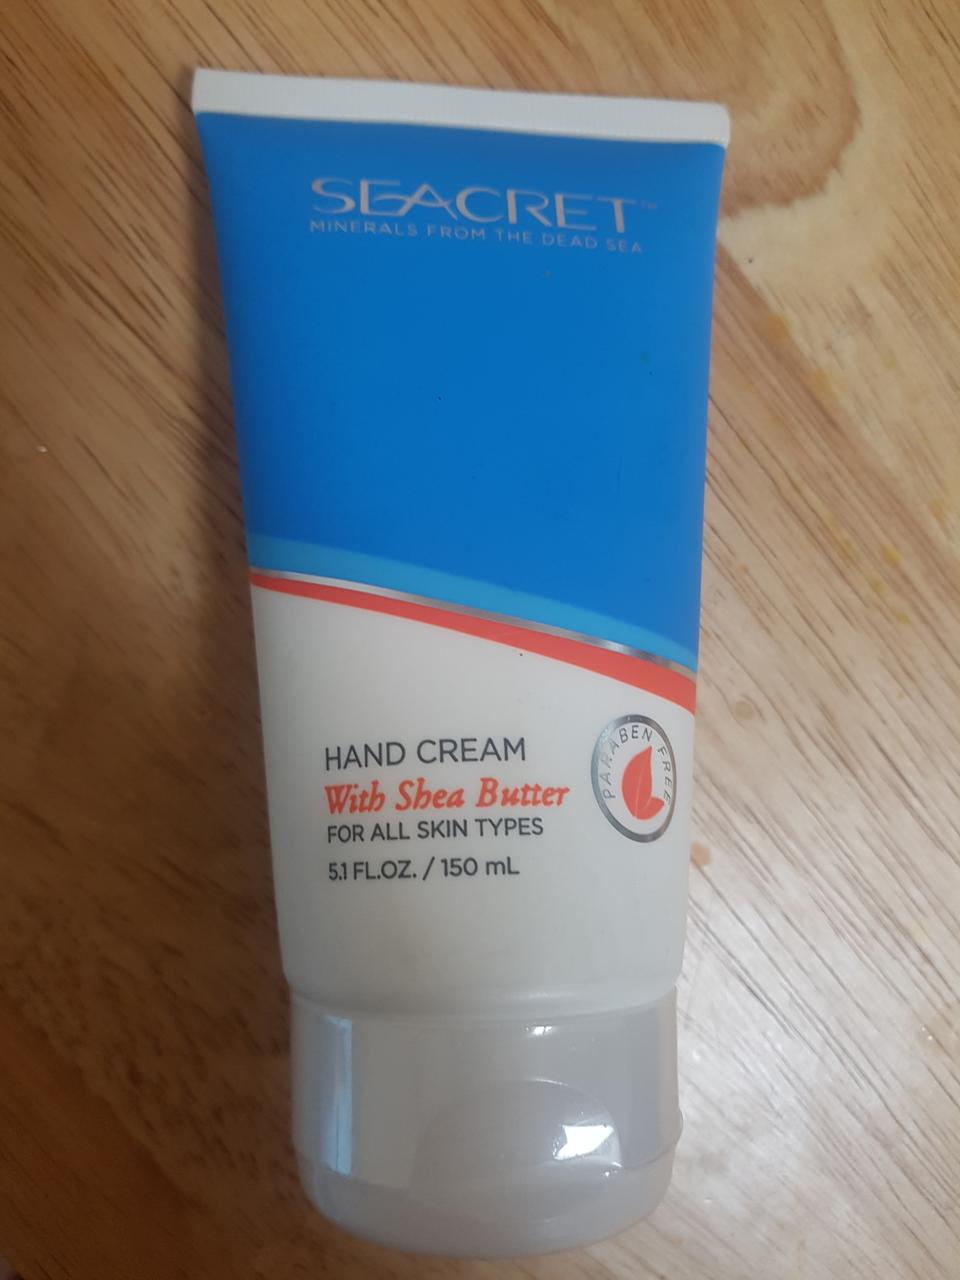 SEACRET™
MINERALS FROM THE DEAD SEA
HAND CREAM
With Shea Butter
FOR ALL SKIN TYPES
5.1 FL.OZ. / 150 mL
PARABEN FREE